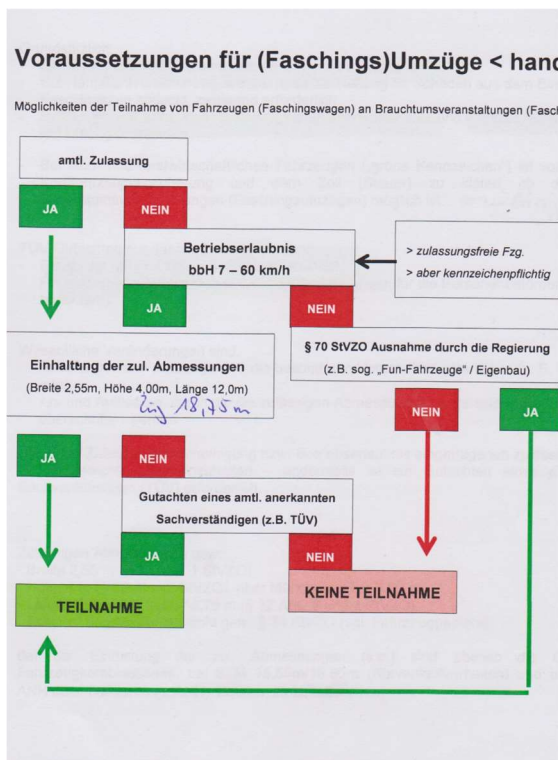 Voraussetzungen für (Faschings)Umzüge < hand
Möglichkeiten der Teilnahme von Fahrzeugen (Faschingswagen) an Brauchtumsveranstaltungen (Fasch
amtl. Zulassung
JA
NEIN
Betriebserlaubnis
bbH 7 – 60 km/h
> zulassungsfreie Fzg.
> aber kennzeichenpflichtig
JA
NEIN
Einhaltung der zul. Abmessungen
(Breite 2,55m, Höhe 4,00m, Länge 12,0m)
Zug 18,75 m
§ 70 StVZO Ausnahme durch die Regierung
(z.B. sog. „Fun-Fahrzeuge" / Eigenbau)
NEIN
JA
JA
NEIN
Gutachten eines amtl. anerkannten
Sachverständigen (z.B. TÜV)
JA
NEIN
TEILNAHME
KEINE TEILNAHME